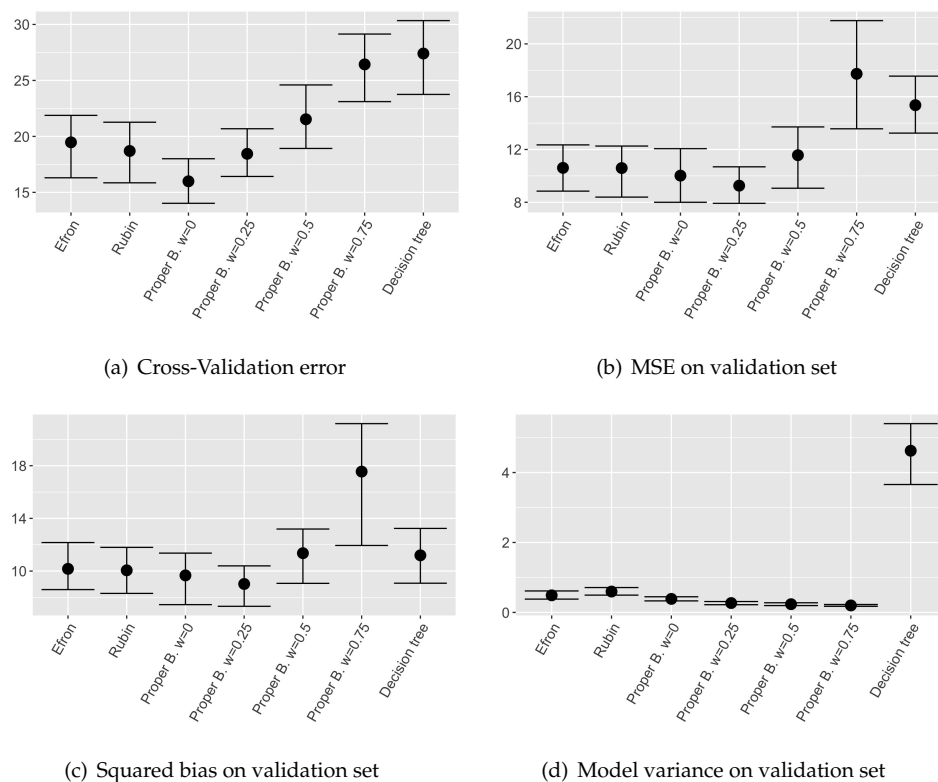 30
25
20
15
Efron
Rubin
Proper B. w=0
Proper B. w=0.25
Proper B. w=0.5
Proper B. w=0.75
Decision tree
(a) Cross-Validation error
20
16
12
8
Efron
Rubin
Proper B. w=0
Proper B. w=0.25
Proper B. w=0.5
Proper B. w=0.75
Decision tree
(b) MSE on validation set
18
14
10
Efron
Rubin
Proper B. w=0
Proper B. w=0.25
Proper B. w=0.5
Proper B. w=0.75
Decision tree
(c) Squared bias on validation set
4
2
0
Efron
Rubin
Proper B. w=0
Proper B. w=0.25
Proper B. w=0.5
Proper B. w=0.75
Decision tree
(d) Model variance on validation set